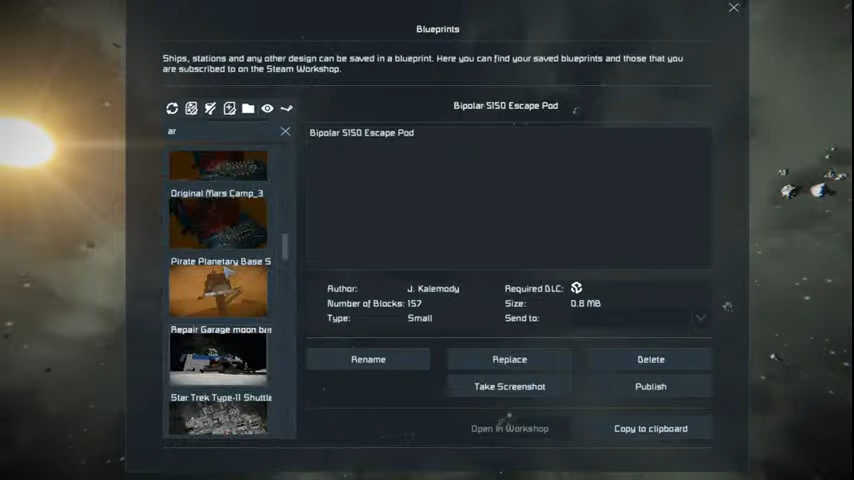 Blueprints
Ships, stations and any other design can be saved in a blueprint. Here you can find your saved blueprints and those that you
are subscribed to on the Steam Workshop.
ar
Original Mars Camp_3
Pirate Planetary Base S
Repair Garage moon ba
Star Trek Type-11 Shuttle
Bipolar 5150 Escape Pod
Bipolar 5150 Escape Pod
Author: J. Kalemody Required DLC:
Number of Blocks: 157 Size: 0.8 MB
Type: Small Send to:
Rename Replace Delete
Take Screenshot Publish
Open in Workshop Copy to clipboard